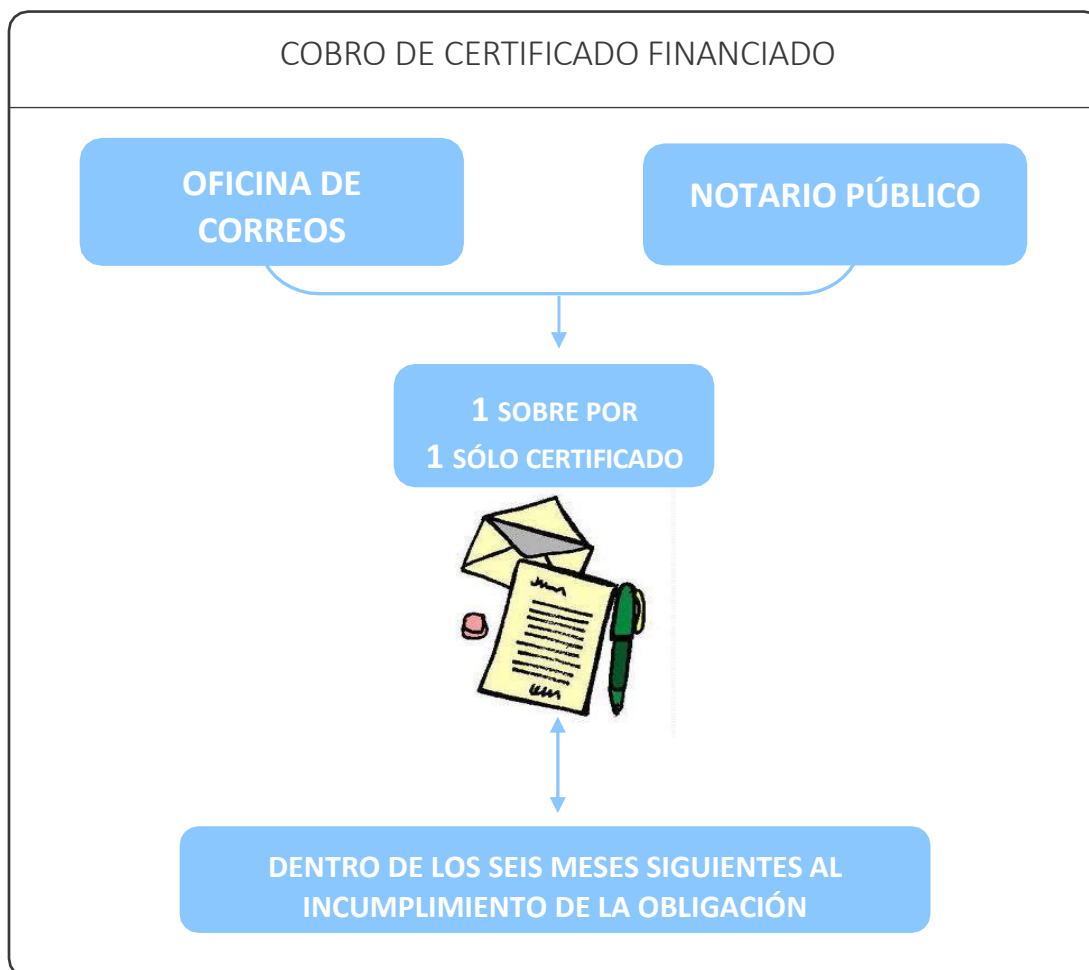 COBRO DE CERTIFICADO FINANCIADO
OFICINA DE
CORREOS
NOTARIO PÚBLICO
1 SOBRE POR
1 SÓLO CERTIFICADO
DENTRO DE LOS SEIS MESES SIGUIENTES AL
INCUMPLIMIENTO DE LA OBLIGACIÓN